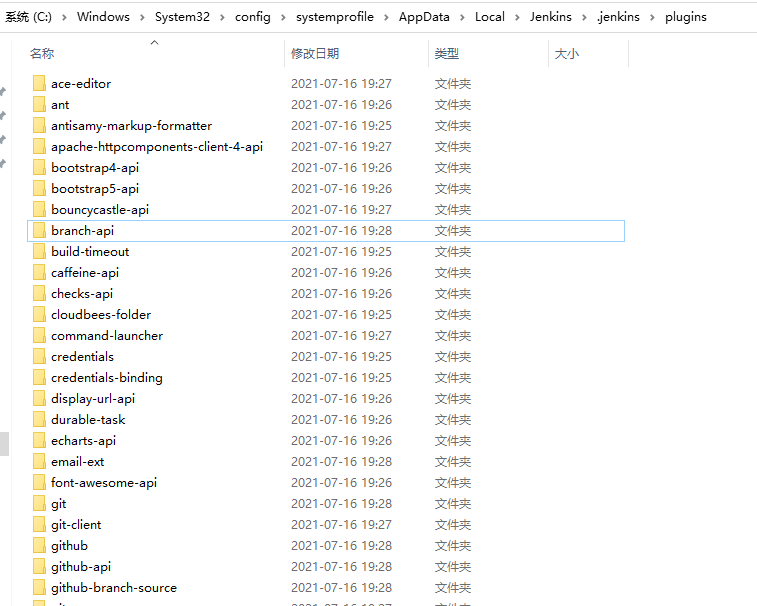 系统 (C:) > Windows > System32 > config > systemprofile > AppData > Local > Jenkins > .jenkins > plugins
名称 修改日期 类型 大小
ace-editor 2021-07-16 19:27 文件夹
ant 2021-07-16 19:26 文件夹
antisamy-markup-formatter 2021-07-16 19:25 文件夹
apache-httpcomponents-client-4-api 2021-07-16 19:27 文件夹
bootstrap4-api 2021-07-16 19:26 文件夹
bootstrap5-api 2021-07-16 19:26 文件夹
bouncycastle-api 2021-07-16 19:27 文件夹
branch-api 2021-07-16 19:28 文件夹
build-timeout 2021-07-16 19:25 文件夹
caffeine-api 2021-07-16 19:26 文件夹
checks-api 2021-07-16 19:26 文件夹
cloudbees-folder 2021-07-16 19:25 文件夹
command-launcher 2021-07-16 19:27 文件夹
credentials 2021-07-16 19:25 文件夹
credentials-binding 2021-07-16 19:25 文件夹
display-url-api 2021-07-16 19:26 文件夹
durable-task 2021-07-16 19:26 文件夹
echarts-api 2021-07-16 19:26 文件夹
email-ext 2021-07-16 19:28 文件夹
font-awesome-api 2021-07-16 19:26 文件夹
git 2021-07-16 19:28 文件夹
git-client 2021-07-16 19:27 文件夹
github 2021-07-16 19:28 文件夹
github-api 2021-07-16 19:28 文件夹
github-branch-source 2021-07-16 19:28 文件夹